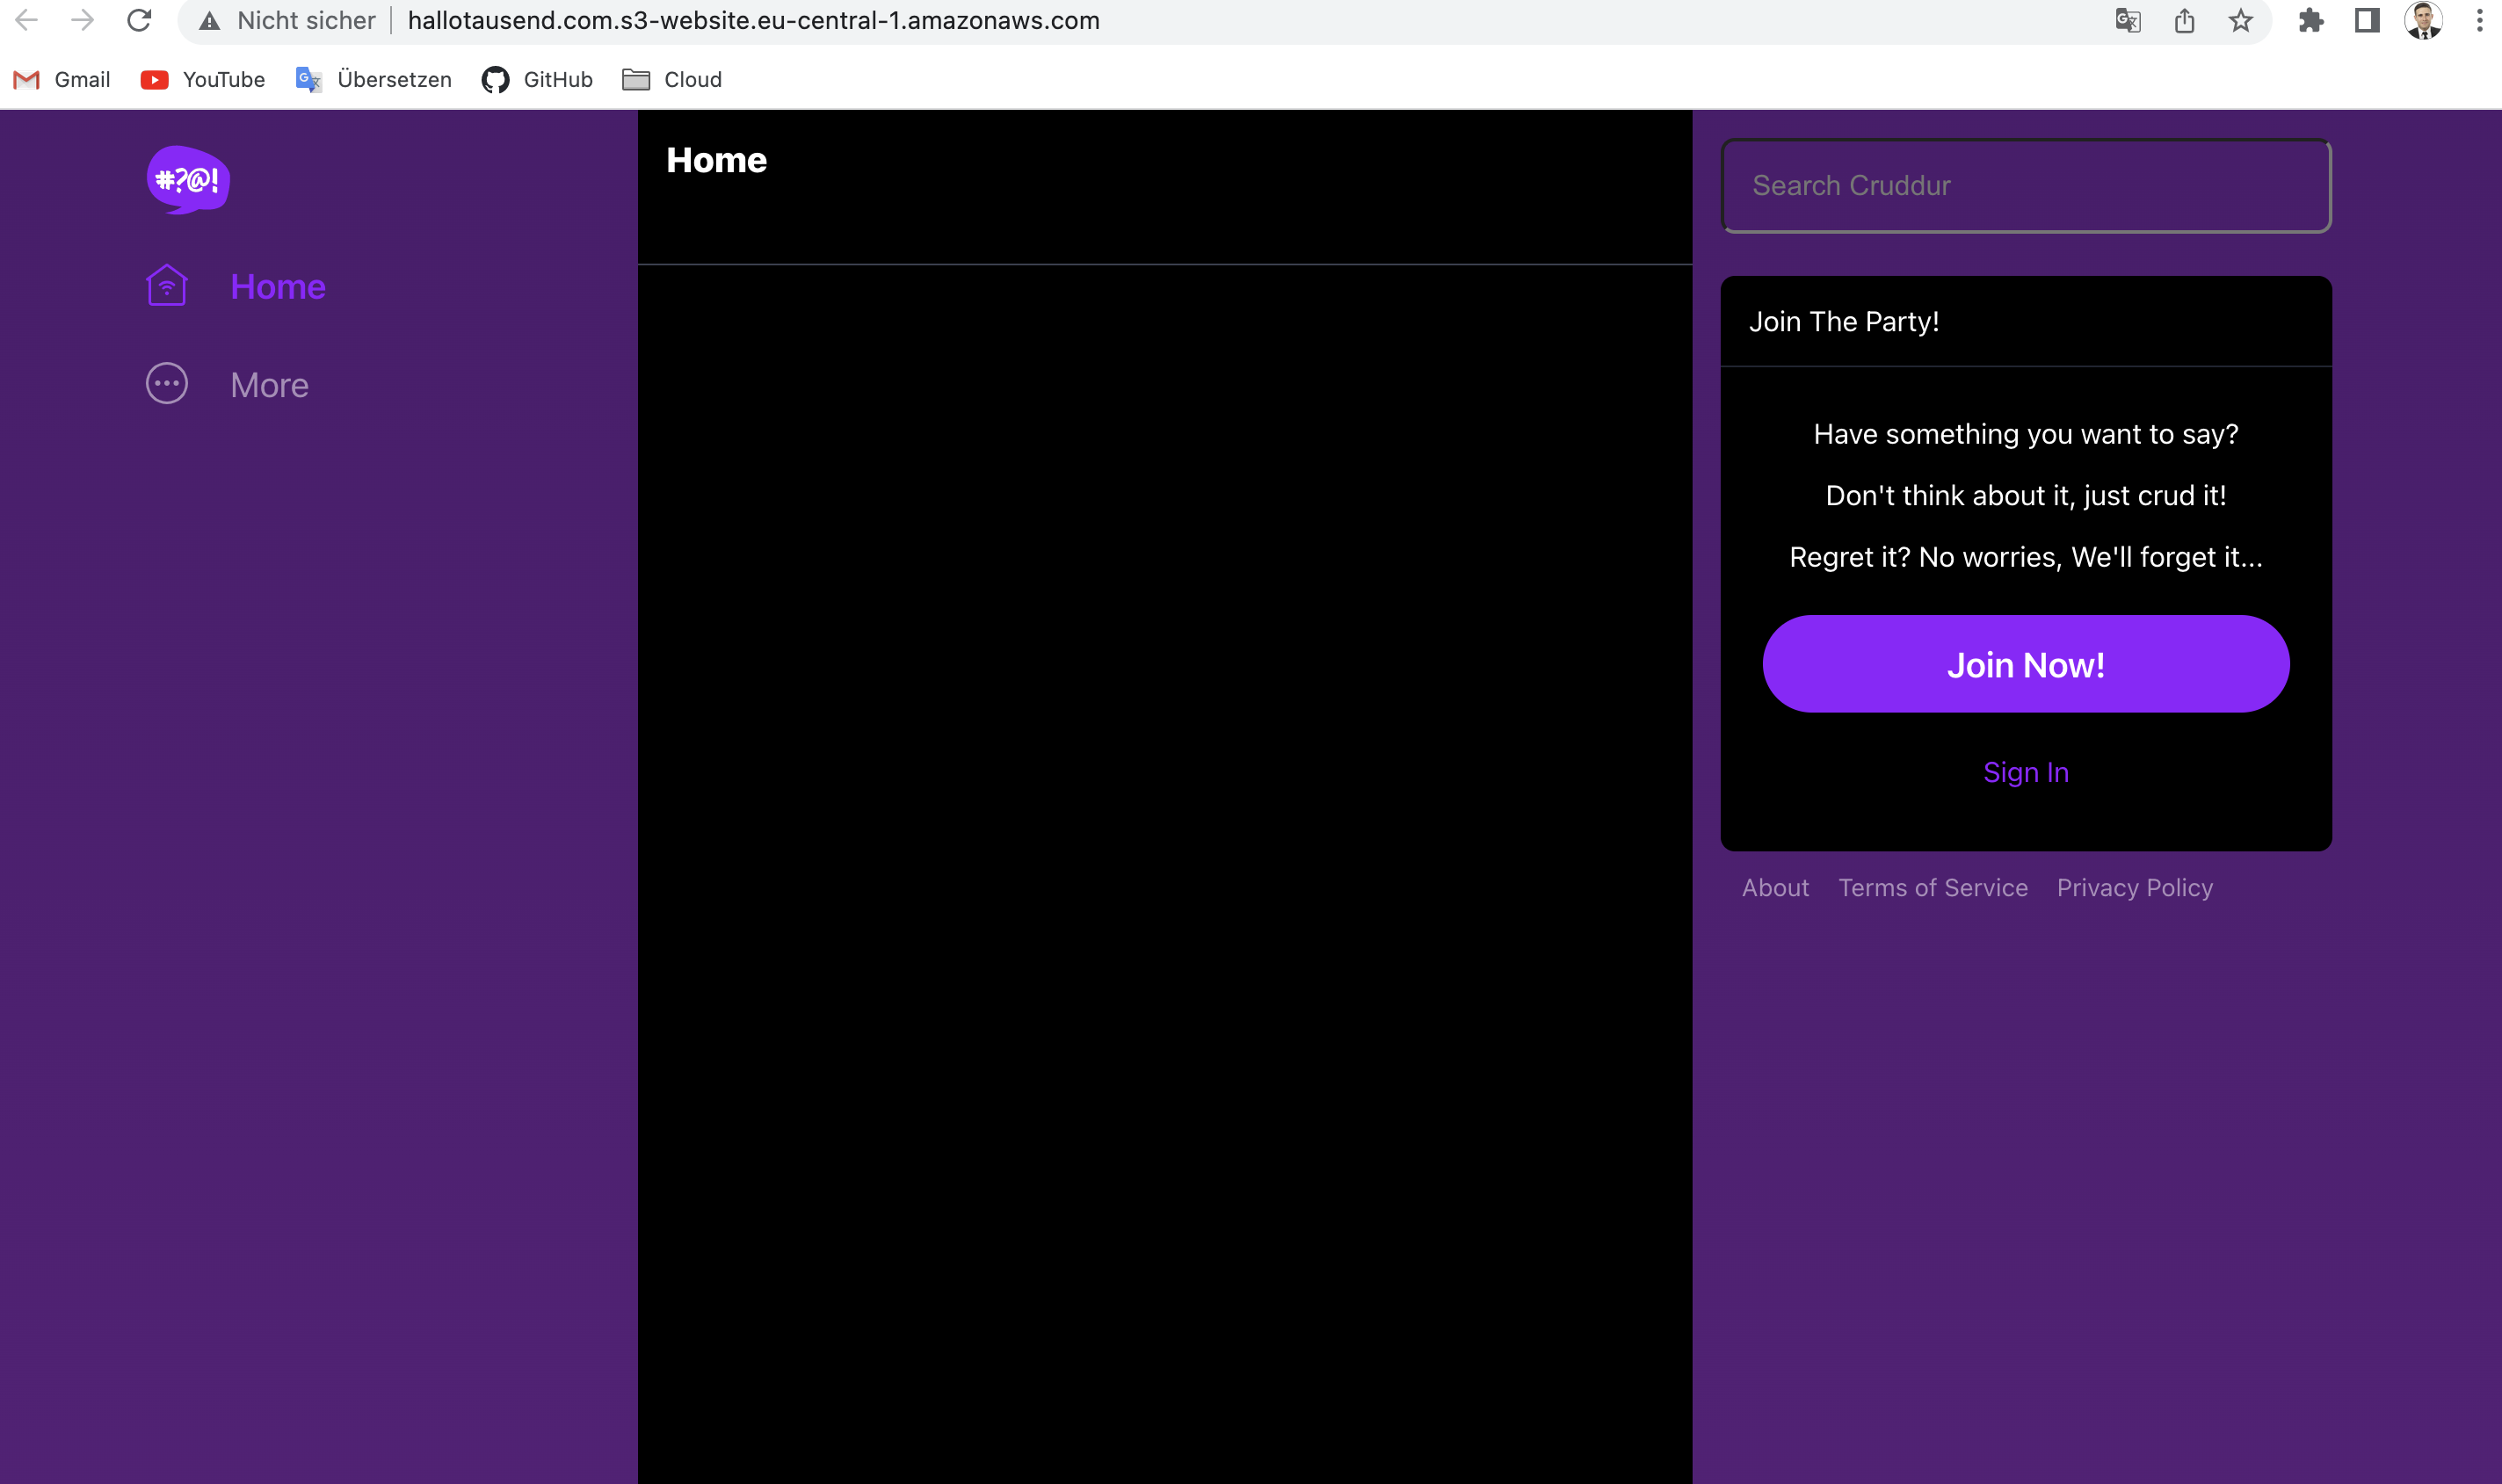 Nicht sicher hallotausend.com.s3-website.eu-central-1.amazonaws.com
Gmail YouTube Übersetzen GitHub Cloud
#?@!
Home
More
Home
Search Cruddur
Join The Party!
Have something you want to say?
Don't think about it, just crud it!
Regret it? No worries, We'll forget it...
Join Now!
Sign In
About Terms of Service Privacy Policy